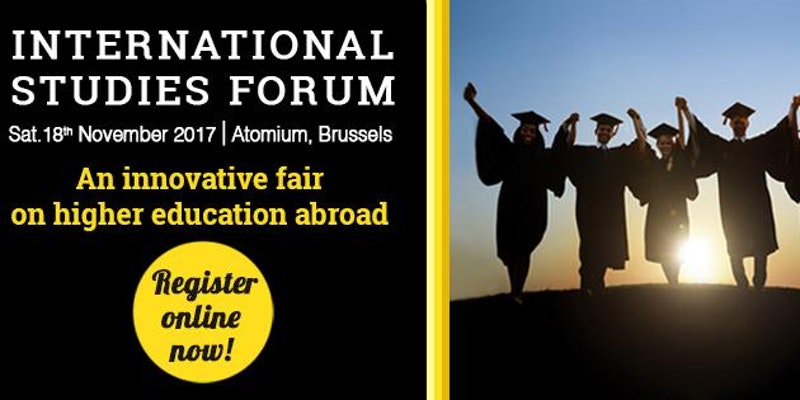 INTERNATIONAL
STUDIES FORUM
Sat.18th November 2017 | Atomium, Brussels
An innovative fair
on higher education abroad
Register
online
now!